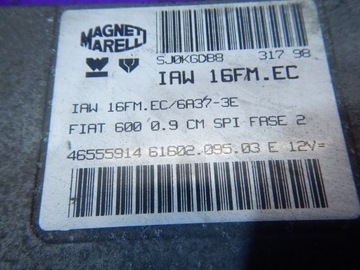 MAGNETI
MARELLI
SJ0KGD88 317 98
IAW 16FM.EC
IAW 16FM.EC/6A37-3E
FIAT 600 0.9 CM SPI FASE 2
46555914 61602.095.03 E 12V=